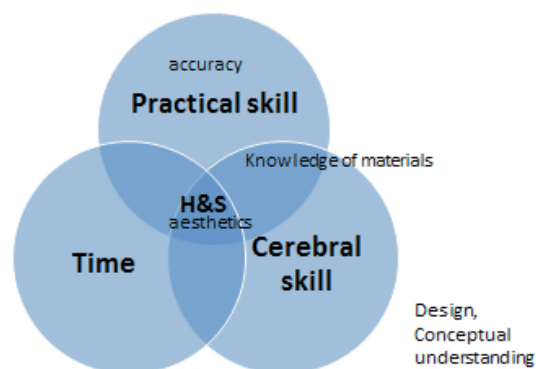 accuracy
Practical skill
Knowledge of materials
H&S
aesthetics
Time
Cerebral
skill
Design,
Conceptual
understanding